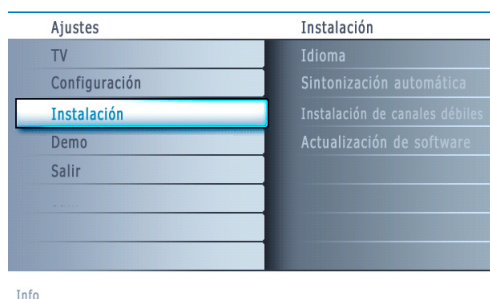 Ajustes
TV
Configuración
Instalación
Demo
Salir
Instalación
Idioma
Sintonización automática
Instalación de canales débiles
Actualización de software
Info